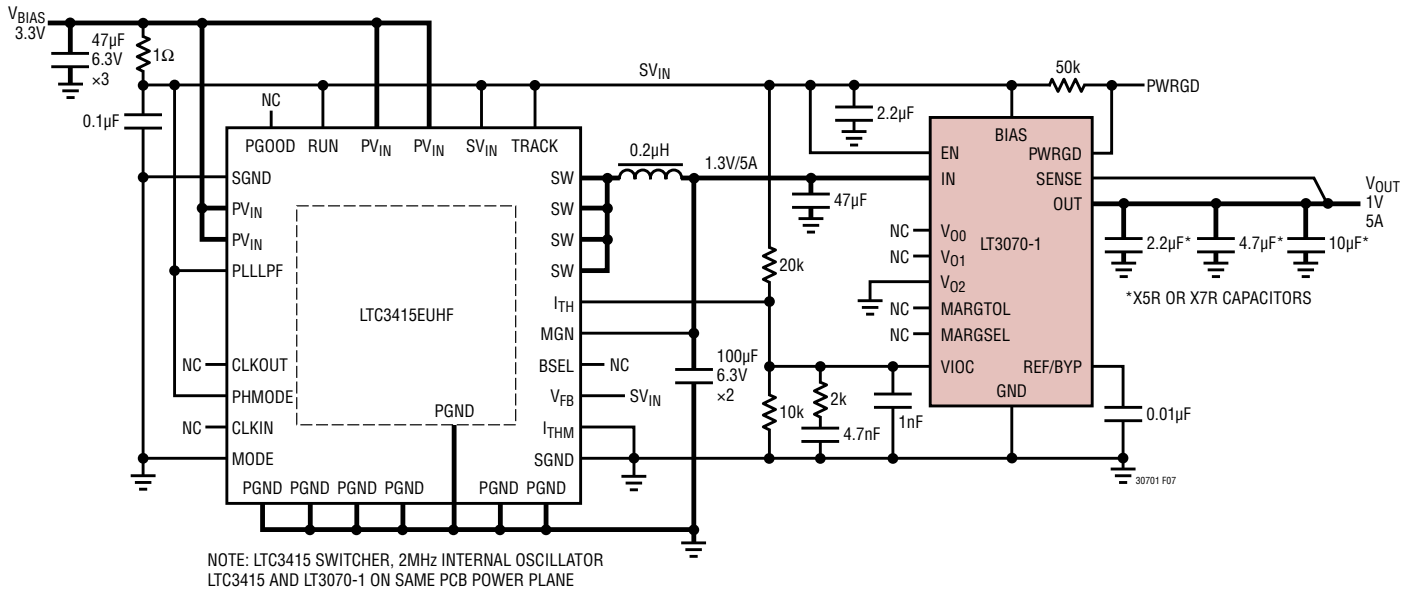 VBIAS
3.3V
47µF
6.3V
×3
1Ω
0.1µF
NC
SVIN
50k
PWRGD
2.2µF
PGOOD RUN PVIN PVIN SVIN TRACK
SGND
PVIN
PVIN
PLLLPF
NC CLKOUT
PHMODE
NC CLKIN
MODE
LTC3415EUHF
PGND
PGND PGND PGND PGND PGND PGND
SW
SW
SW
SW
ITH
MGN
BSEL NC
VFB SVIN
ITHM
SGND
0.2µH
1.3V/5A
47µF
20k
100µF
6.3V
×2
10k
2k
4.7nF
1nF
BIAS
EN
PWRGD
IN
SENSE
OUT
LT3070-1
NC VO0
NC VO1
VO2
NC MARGTOL
NC MARGSEL
VIOC
REF/BYP
GND
0.01µF
VOUT
1V
5A
2.2µF* 4.7µF* 10µF*
*X5R OR X7R CAPACITORS
30701 F07
NOTE: LTC3415 SWITCHER, 2MHz INTERNAL OSCILLATOR
LTC3415 AND LT3070-1 ON SAME PCB POWER PLANE